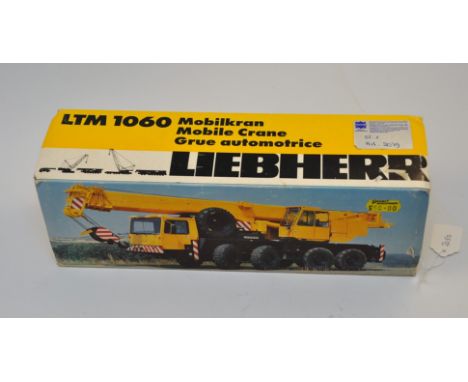 LTM 1060 Mobilkran
Mobile Crane
Grue automotrice
LIEBHERR